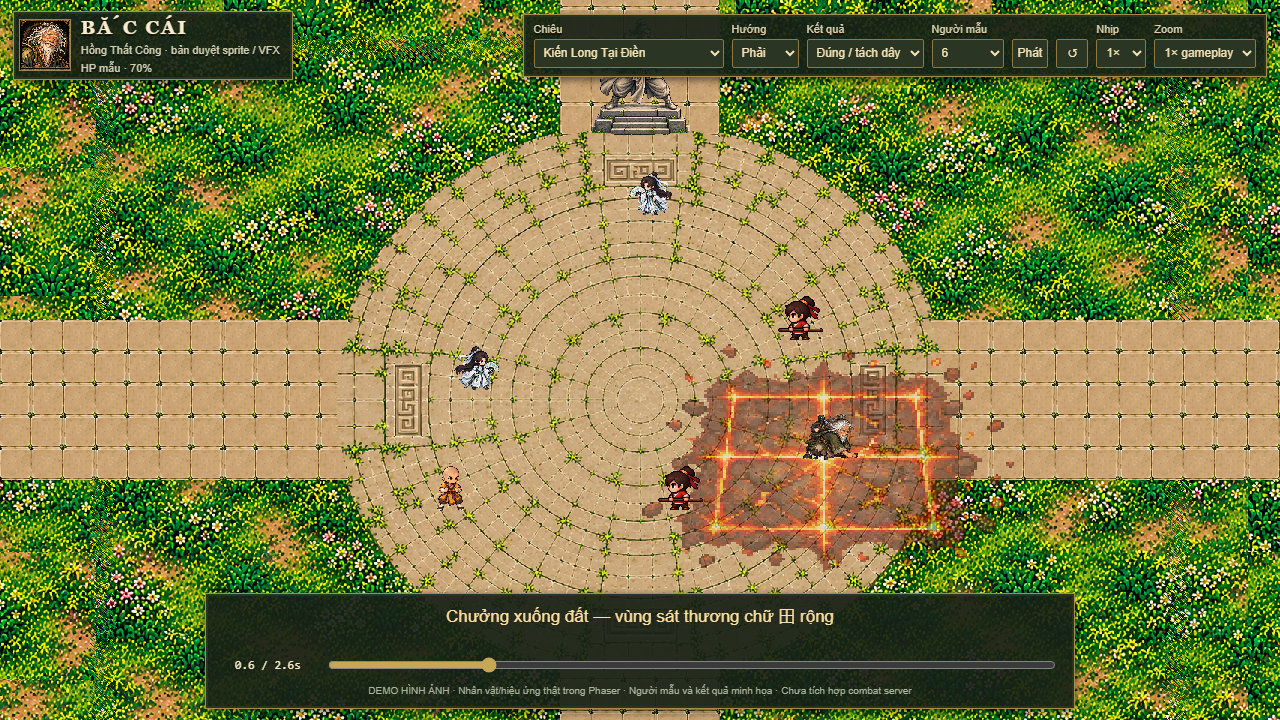 BẮC CÁI
Hồng Thất Công · bản duyệt sprite / VFX
HP mẫu · 70%
Chiêu
Hướng
Kết quả
Người mẫu
Nhịp
Zoom
Kiến Long Tại Điền
Phải
Đúng / tách dây
6
Phát
↺
1×
1× gameplay
Chưởng xuống đất — vùng sát thương chữ 田 rộng
0.6 / 2.6s
DEMO HÌNH ẢNH · Nhân vật/hiệu ứng thật trong Phaser · Người mẫu và kết quả minh họa · Chưa tích hợp combat server